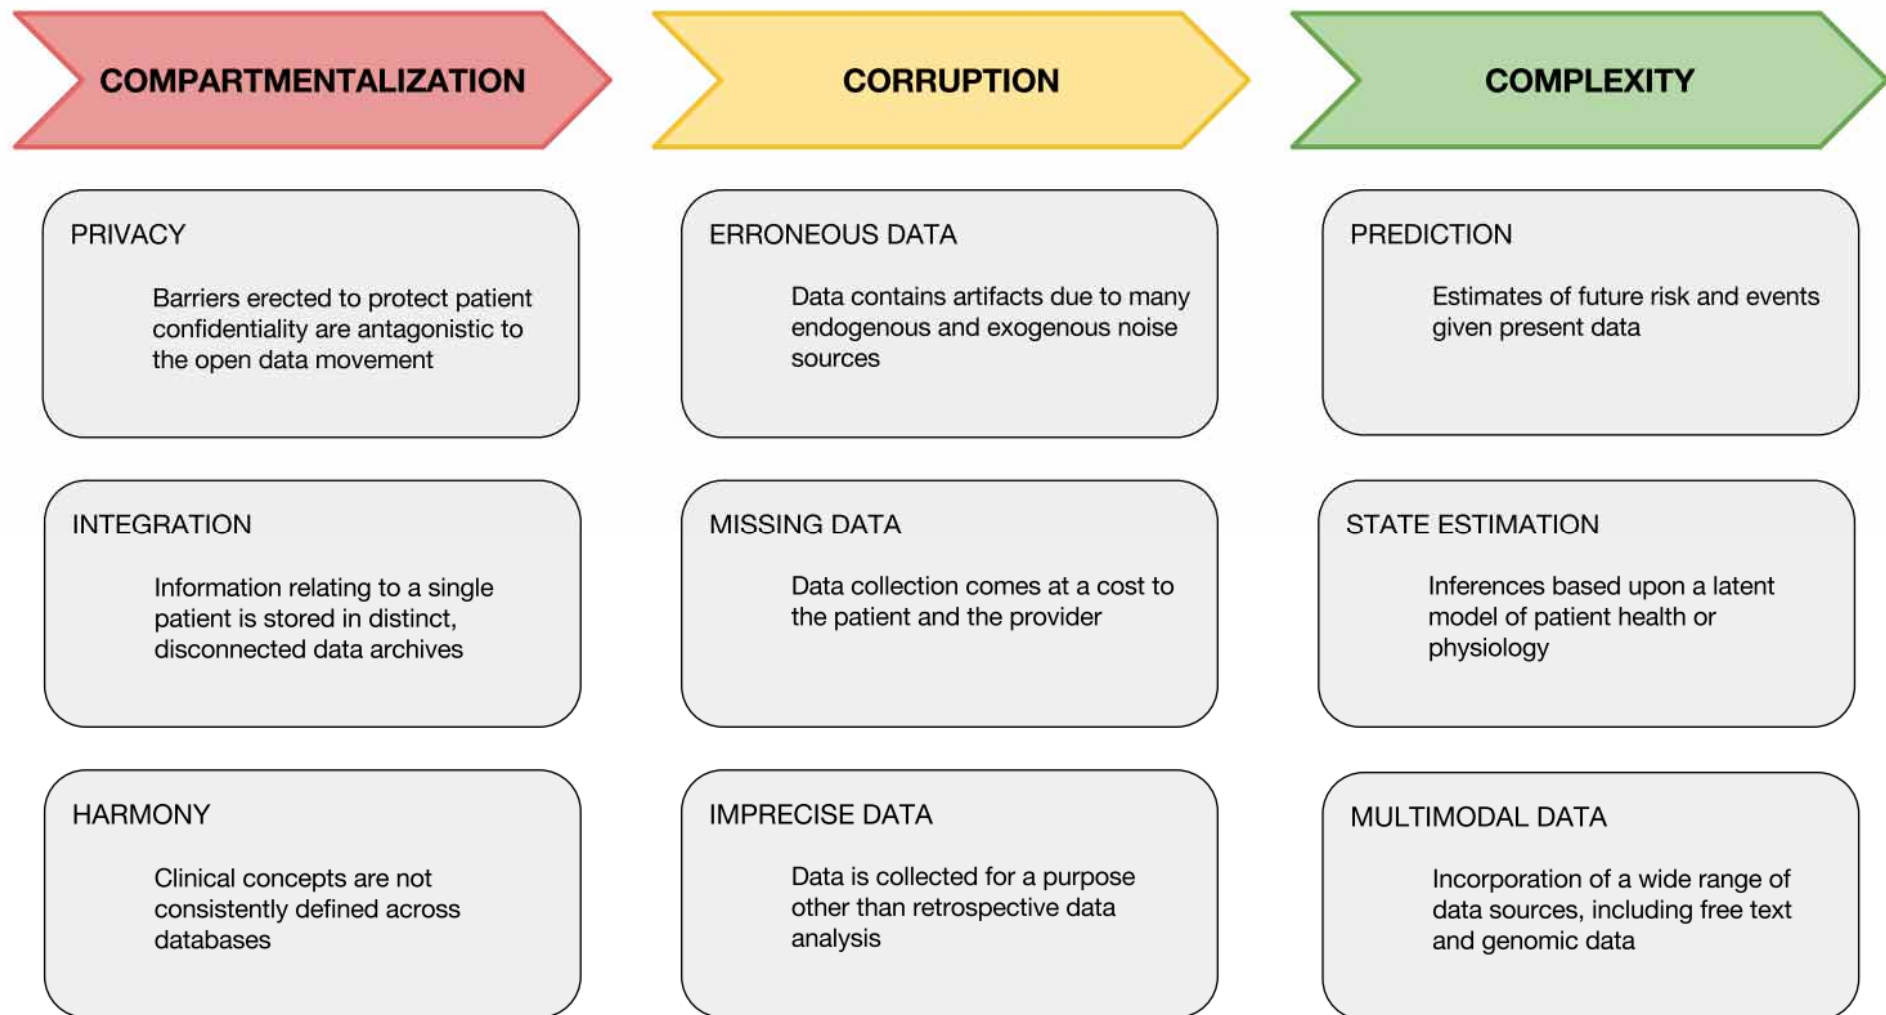 COMPARTMENTALIZATION
CORRUPTION
COMPLEXITY
PRIVACY
Barriers erected to protect patient
confidentiality are antagonistic to
the open data movement
ERRONEOUS DATA
Data contains artifacts due to many
endogenous and exogenous noise
sources
PREDICTION
Estimates of future risk and events
given present data
INTEGRATION
Information relating to a single
patient is stored in distinct,
disconnected data archives
MISSING DATA
Data collection comes at a cost to
the patient and the provider
STATE ESTIMATION
Inferences based upon a latent
model of patient health or
physiology
HARMONY
Clinical concepts are not
consistently defined across
databases
IMPRECISE DATA
Data is collected for a purpose
other than retrospective data
analysis
MULTIMODAL DATA
Incorporation of a wide range of
data sources, including free text
and genomic data